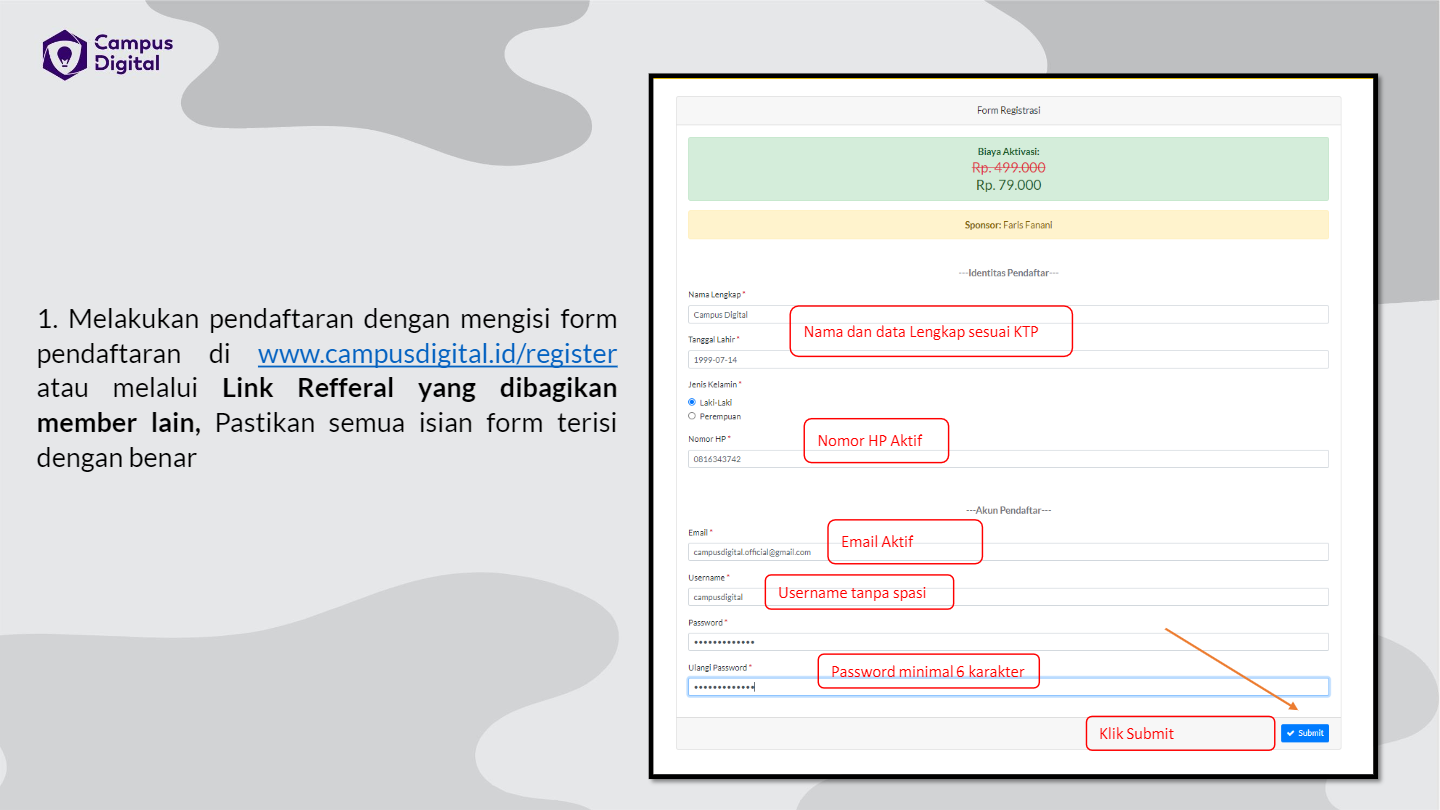 Campus
Digital
1. Melakukan pendaftaran dengan mengisi form
pendaftaran di www.campusdigital.id/register
atau melalui Link Refferal yang dibagikan
member lain, Pastikan semua isian form terisi
dengan benar
Form Registrasi
Biaya Aktivasi:
Rp. 499.000
Rp. 79.000
Sponsor: Faris Fanani
---Identitas Pendaftar---
Nama Lengkap *
Campus Digital
Nama dan data Lengkap sesuai KTP
Tanggal Lahir *
1999-07-14
Jenis Kelamin *
Laki-Laki
Perempuan
Nomor HP *
Nomor HP Aktif
0816343742
---Akun Pendaftar---
Email *
Email Aktif
campusdigital.official@gmail.com
Username *
Username tanpa spasi
campusdigital
Password *
•••••••••••••
Ulangi Password *
Password minimal 6 karakter
•••••••••••••
Klik Submit
Submit